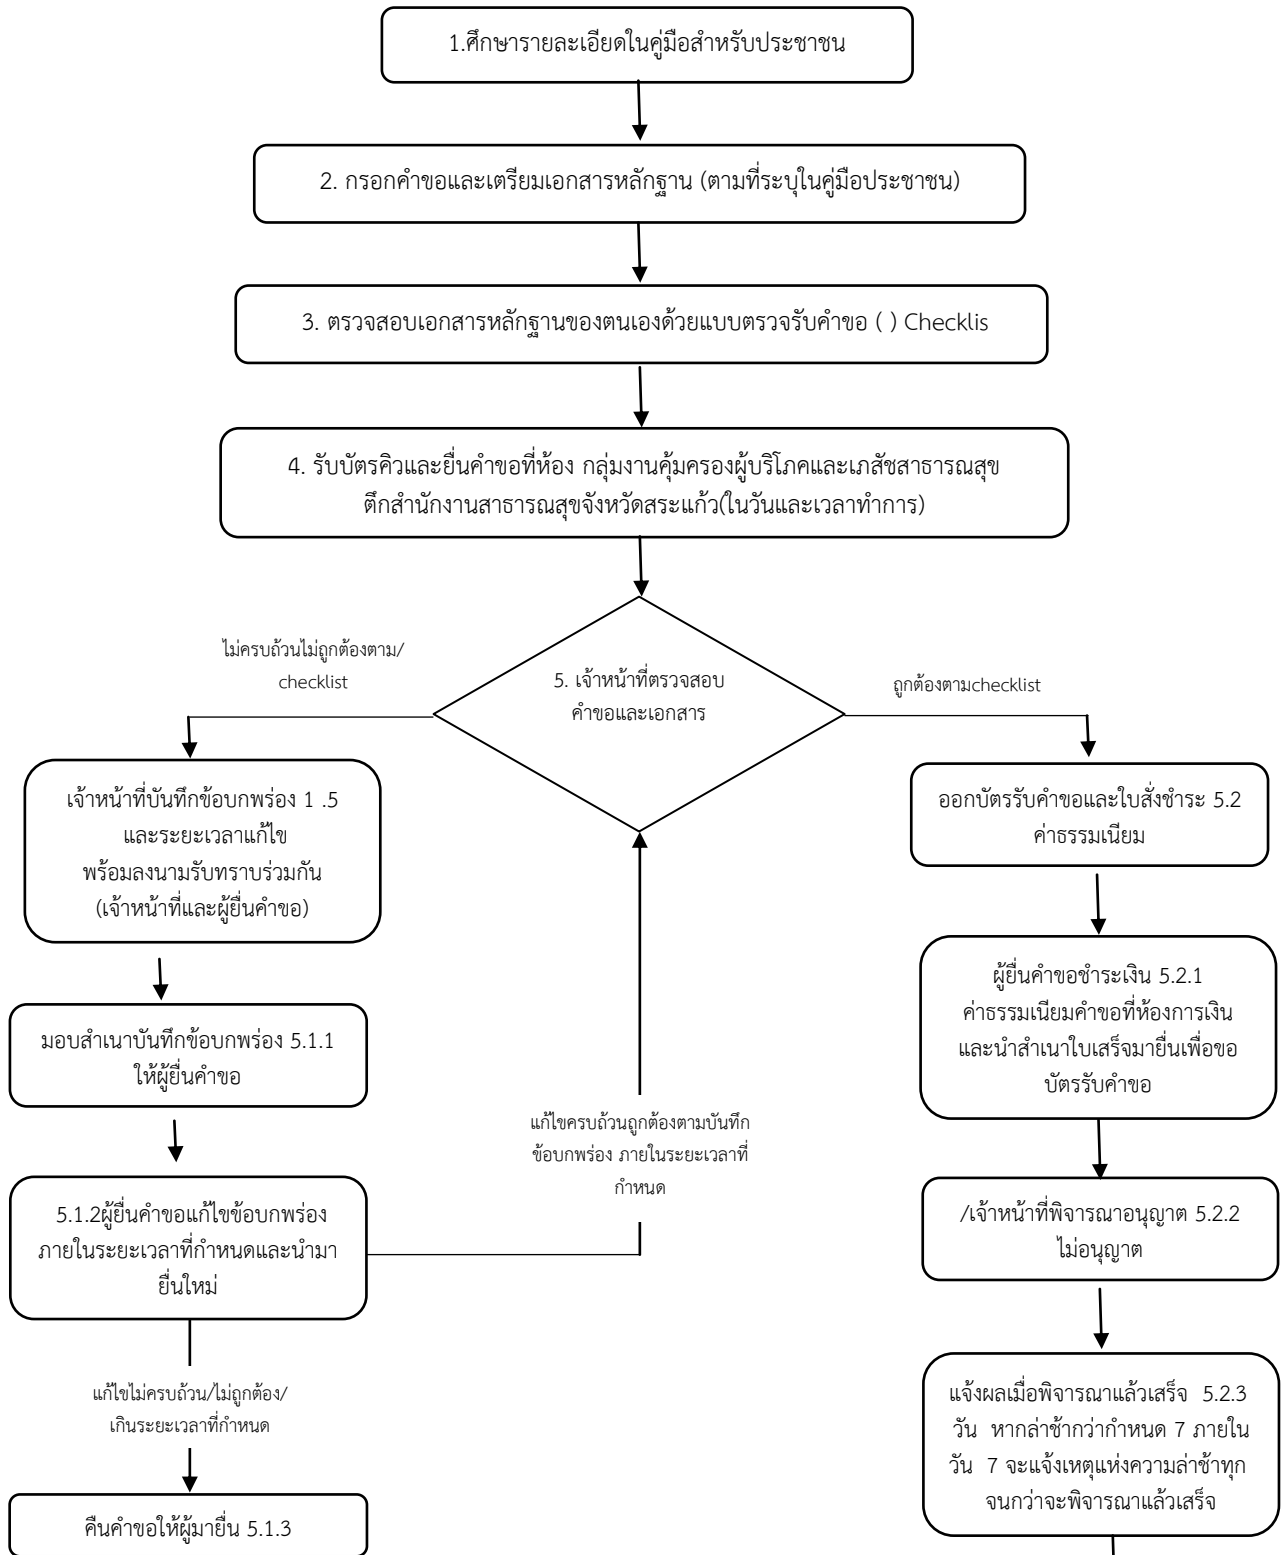 1.ศึกษารายละเอียดในคู่มือสำหรับประชาชน
2. กรอกคำขอและเตรียมเอกสารหลักฐาน (ตามที่ระบุในคู่มือประชาชน)
3. ตรวจสอบเอกสารหลักฐานของตนเองด้วยแบบตรวจรับคำขอ ( ) Checklis
4. รับบัตรคิวและยื่นคำขอที่ห้อง กลุ่มงานคุ้มครองผู้บริโภคและเภสัชสาธารณสุข
ตึกสำนักงานสาธารณสุขจังหวัดสระแก้ว(ในวันและเวลาทำการ)
5. เจ้าหน้าที่ตรวจสอบ
คำขอและเอกสาร
ไม่ครบถ้วนไม่ถูกต้องตาม/
checklist
เจ้าหน้าที่บันทึกข้อบกพร่อง 1 .5
และระยะเวลาแก้ไข
พร้อมลงนามรับทราบร่วมกัน
(เจ้าหน้าที่และผู้ยื่นคำขอ)
มอบสำเนาบันทึกข้อบกพร่อง 5.1.1
ให้ผู้ยื่นคำขอ
5.1.2ผู้ยื่นคำขอแก้ไขข้อบกพร่อง
ภายในระยะเวลาที่กำหนดและนำมา
ยื่นใหม่
แก้ไขไม่ครบถ้วน/ไม่ถูกต้อง/
เกินระยะเวลาที่กำหนด
คืนคำขอให้ผู้มายื่น 5.1.3
แก้ไขครบถ้วนถูกต้องตามบันทึก
ข้อบกพร่อง ภายในระยะเวลาที่
กำหนด
ถูกต้องตามchecklist
ออกบัตรรับคำขอและใบสั่งชำระ 5.2
ค่าธรรมเนียม
ผู้ยื่นคำขอชำระเงิน 5.2.1
ค่าธรรมเนียมคำขอที่ห้องการเงิน
และนำสำเนาใบเสร็จมายื่นเพื่อขอ
บัตรรับคำขอ
/เจ้าหน้าที่พิจารณาอนุญาต 5.2.2
ไม่อนุญาต
แจ้งผลเมื่อพิจารณาแล้วเสร็จ 5.2.3
วัน หากล่าช้ากว่ากำหนด 7 ภายใน
วัน 7 จะแจ้งเหตุแห่งความล่าช้าทุก
จนกว่าจะพิจารณาแล้วเสร็จ